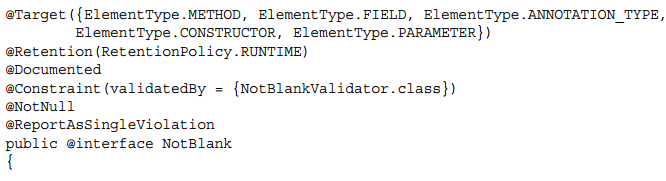 @Target({ElementType.METHOD, ElementType.FIELD, ElementType.ANNOTATION_TYPE,
        ElementType.CONSTRUCTOR, ElementType.PARAMETER})
@Retention(RetentionPolicy.RUNTIME)
@Documented
@Constraint(validatedBy = {NotBlankValidator.class})
@NotNull
@ReportAsSingleViolation
public @interface NotBlank
{